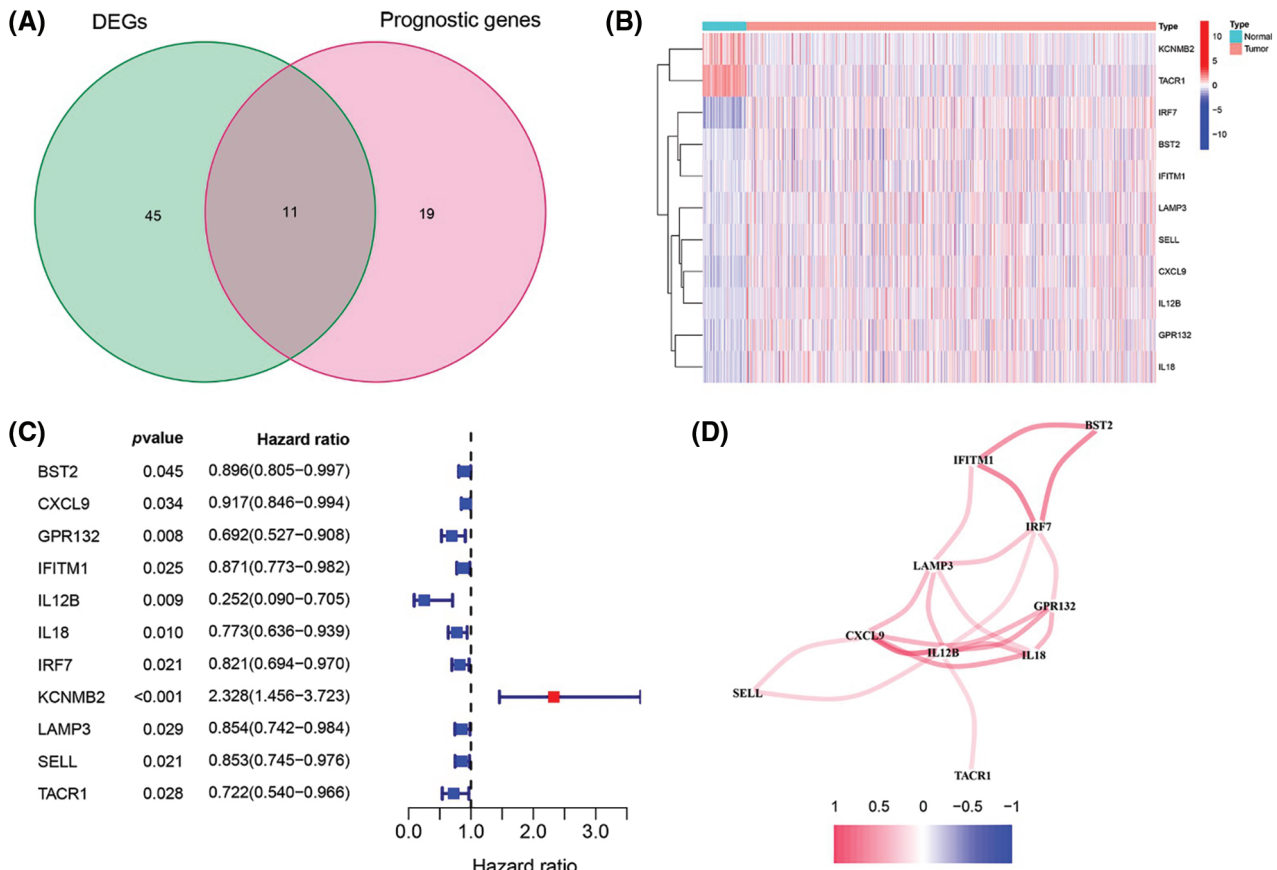 (A)
DEGs
Prognostic genes
45
11
19
(B)
Type
KCNMB2
TACR1
IRF7
BST2
IFITM1
LAMP3
SELL
CXCL9
IL12B
GPR132
IL18
10
5
0
−5
−10
Type
Normal
Tumor
(C)
pvalue Hazard ratio
BST2 0.045 0.896(0.805−0.997)
CXCL9 0.034 0.917(0.846−0.994)
GPR132 0.008 0.692(0.527−0.908)
IFITM1 0.025 0.871(0.773−0.982)
IL12B 0.009 0.252(0.090−0.705)
IL18 0.010 0.773(0.636−0.939)
IRF7 0.021 0.821(0.694−0.970)
KCNMB2 <0.001 2.328(1.456−3.723)
LAMP3 0.029 0.854(0.742−0.984)
SELL 0.021 0.853(0.745−0.976)
TACR1 0.028 0.722(0.540−0.966)
0.0 1.0 2.0 3.0
Hazard ratio
(D)
BST2
IFITM1
IRF7
LAMP3
GPR132
CXCL9
IL12B
IL18
SELL
TACR1
1 0.5 0 −0.5 −1